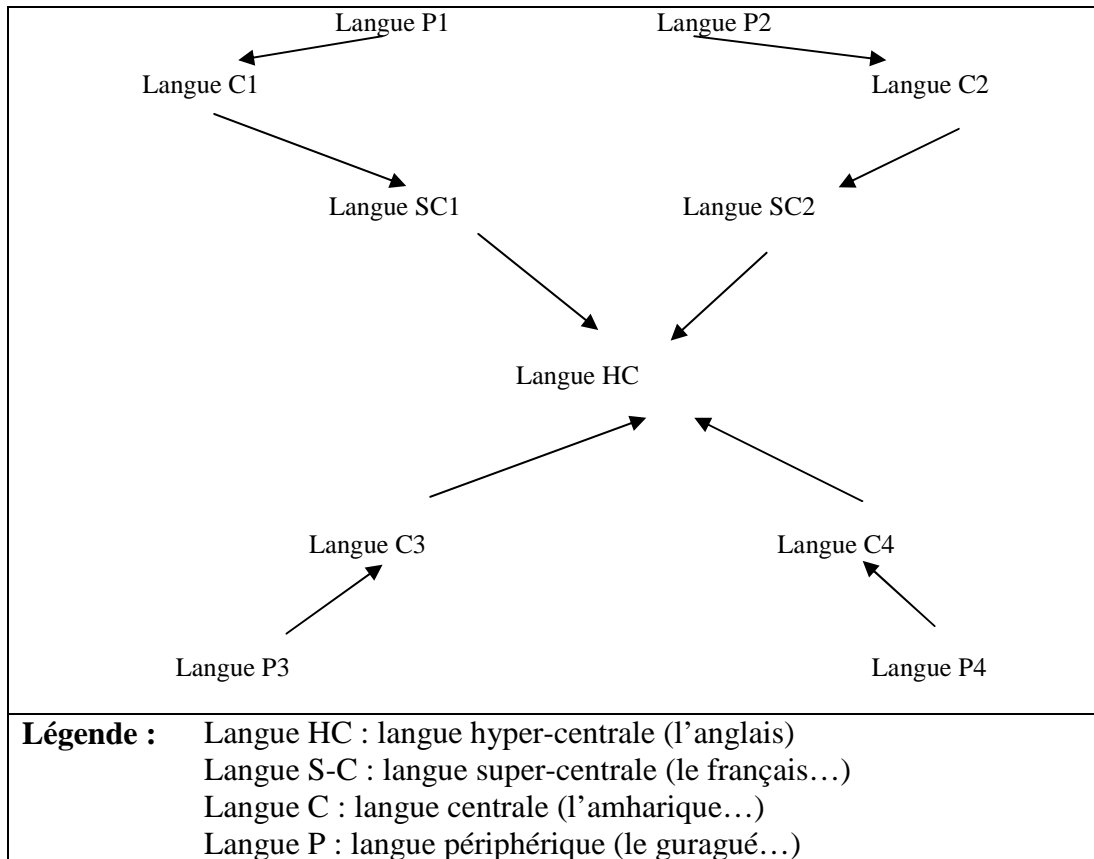 Langue P1 Langue P2
Langue C1 Langue C2
Langue SC1 Langue SC2
Langue HC
Langue C3 Langue C4
Langue P3 Langue P4
Légende : Langue HC : langue hyper-centrale (l’anglais)
Langue S-C : langue super-centrale (le français…)
Langue C : langue centrale (l’amharique…)
Langue P : langue périphérique (le guragué…)